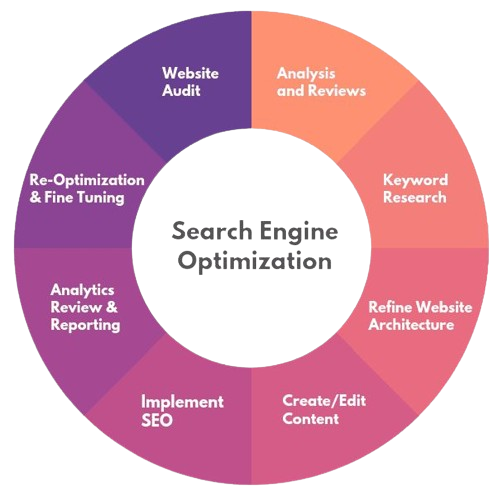 Website
Audit
Analysis
and Reviews
Keyword
Research
Re-Optimization
& Fine Tuning
Search Engine
Optimization
Analytics
Review &
Reporting
Refine Website
Architecture
Implement
SEO
Create/Edit
Content